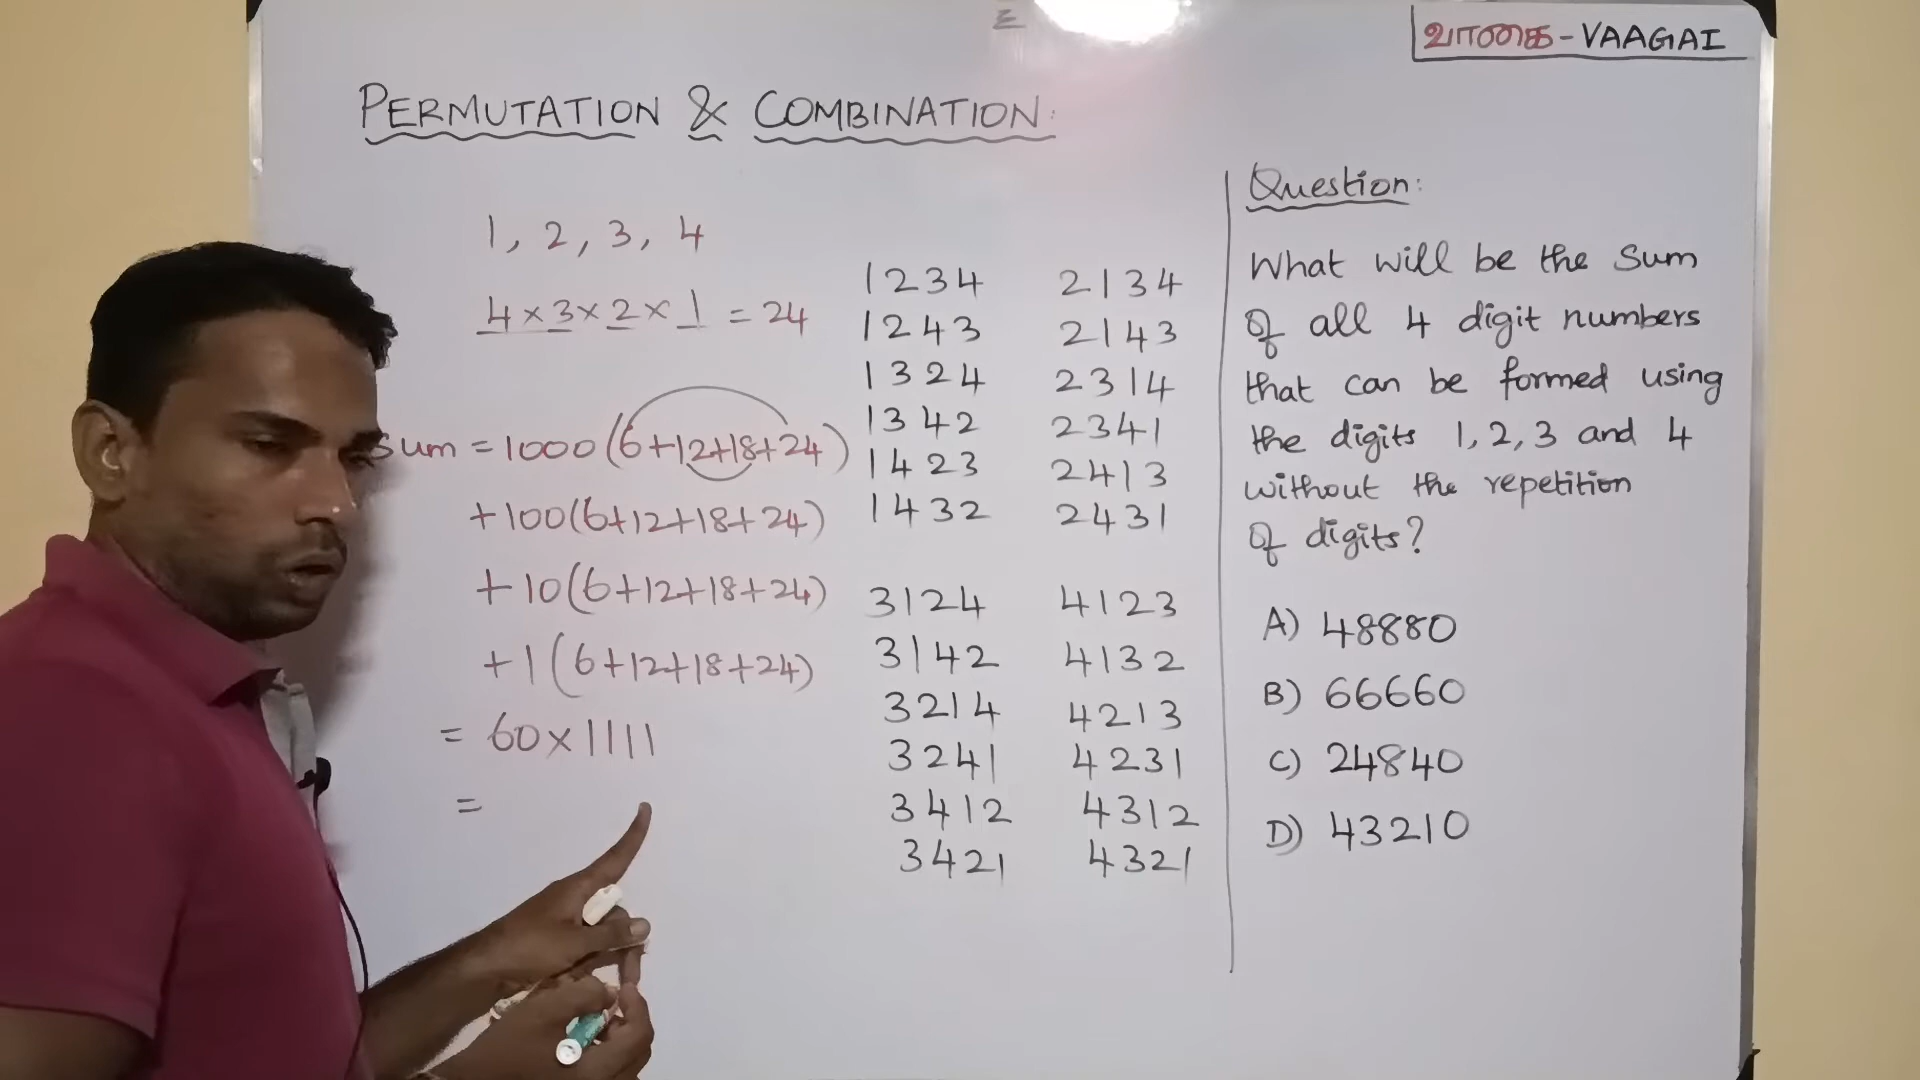 வாகை - VAAGAI
PERMUTATION & COMBINATION:
1, 2, 3, 4
4 × 3 × 2 × 1 = 24
Sum = 1000 (6+12+18+24)
+100(6+12+18+24)
+10(6+12+18+24)
+1(6+12+18+24)
= 60×1111
=
1234 2134
1243 2143
1324 2314
1342 2341
1423 2413
1432 2431
3124 4123
3142 4132
3214 4213
3241 4231
3412 4312
3421 4321
Question:
What will be the Sum
Of all 4 digit numbers
that can be formed using
the digits 1, 2, 3 and 4
without the repetition
Of digits?
A) 48880
B) 66660
C) 24840
D) 43210